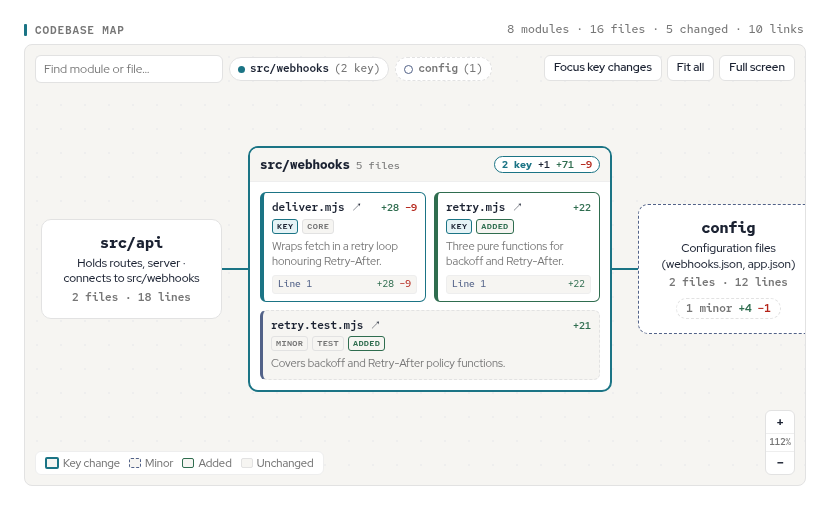 CODEBASE MAP
8 modules · 16 files · 5 changed · 10 links
Find module or file…
src/webhooks (2 key)
config (1)
Focus key changes
Fit all
Full screen
src/webhooks 5 files
2 key +1 +71 −9
deliver.mjs ↗ +28 −9
KEY CORE
Wraps fetch in a retry loop
honouring Retry-After.
Line 1 +28 −9
retry.mjs ↗ +22
KEY ADDED
Three pure functions for
backoff and Retry-After.
Line 1 +22
retry.test.mjs ↗ +21
MINOR TEST ADDED
Covers backoff and Retry-After policy functions.
src/api
Holds routes, server ·
connects to src/webhooks
2 files · 18 lines
config
Configuration files
(webhooks.json, app.json)
2 files · 12 lines
1 minor +4 −1
+
112%
−
Key change
Minor
Added
Unchanged